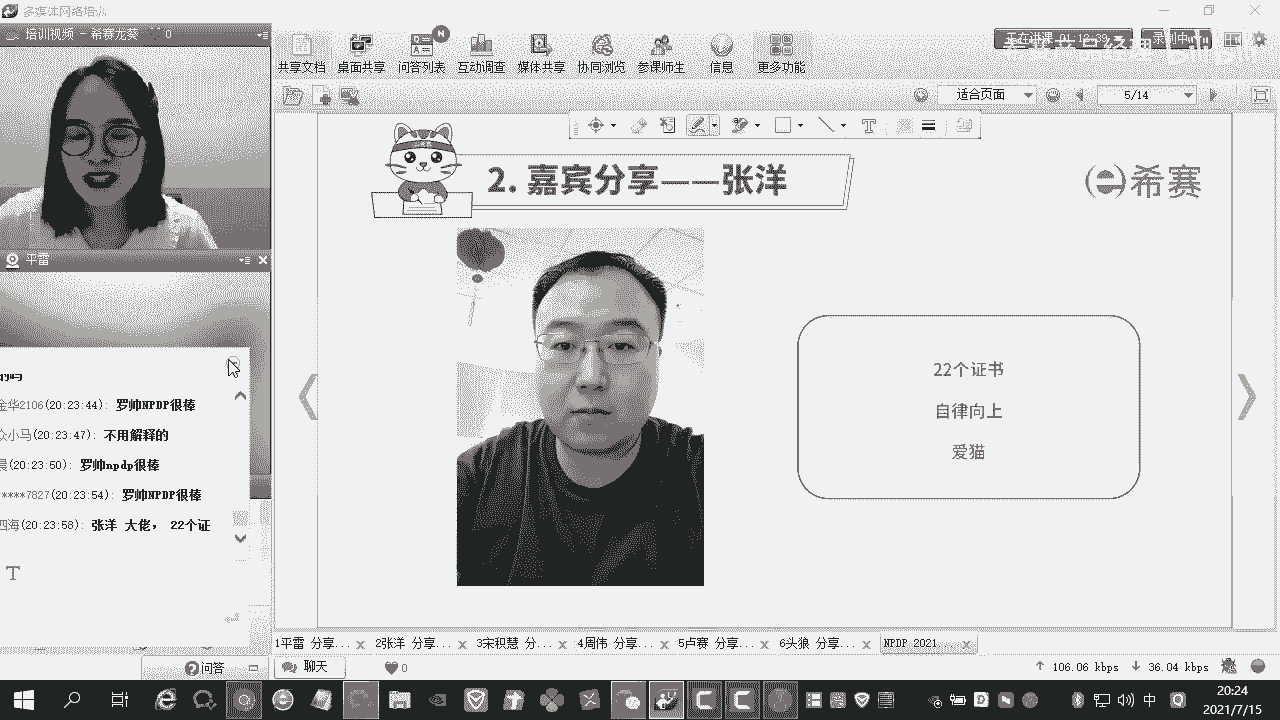 多媒体网络培训
培训视频 - 希赛龙葵 0
共享文档 桌面共享 问答列表 互动调查 媒体共享 协同浏览 参课师生 信息 更多功能
N
正在讲课 01:12:39 录制中
适合页面
5/14
平雷
2. 嘉宾分享——张洋
希赛
22个证书
自律向上
爱猫
金华2106(20:23:44): 罗帅NPDP很棒
众小马(20:23:47): 不用解释的
晨(20:23:50): 罗帅npdp很棒
****7827(20:23:54): 罗帅NPDP很棒
四海(20:23:58): 张洋 大佬， 22个证
T
问答
聊天
0
1平雷 分享... x 2张洋 分享... x 3宋积慧 分... x 4周伟 分享... x 5卢赛 分享... x 6头狼 分享... x NPDP 2021 x
↑ 106.06 kbps ↓ 36.04 kbps
中
20:24
2021/7/15